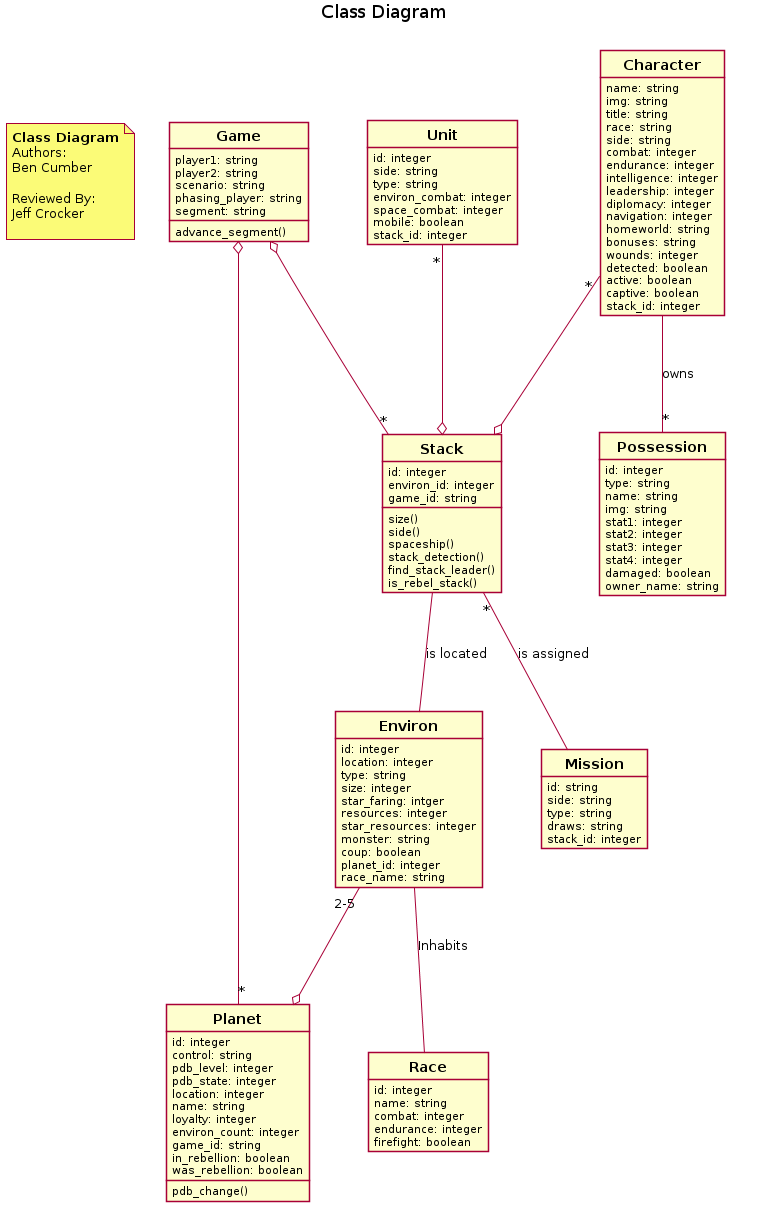 Class Diagram
Class Diagram
Authors:
Ben Cumber
Reviewed By:
Jeff Crocker
Game
player1: string
player2: string
scenario: string
phasing_player: string
segment: string
advance_segment()
Unit
id: integer
side: string
type: string
environ_combat: integer
space_combat: integer
mobile: boolean
stack_id: integer
Character
name: string
img: string
title: string
race: string
side: string
combat: integer
endurance: integer
intelligence: integer
leadership: integer
diplomacy: integer
navigation: integer
homeworld: string
bonuses: string
wounds: integer
detected: boolean
active: boolean
captive: boolean
stack_id: integer
*
*
owns
*
*
Stack
id: integer
environ_id: integer
game_id: string
size()
side()
spaceship()
stack_detection()
find_stack_leader()
is_rebel_stack()
Possession
id: integer
type: string
name: string
img: string
stat1: integer
stat2: integer
stat3: integer
stat4: integer
damaged: boolean
owner_name: string
*
is located
is assigned
Environ
id: integer
location: integer
type: string
size: integer
star_faring: intger
resources: integer
star_resources: integer
monster: string
coup: boolean
planet_id: integer
race_name: string
Mission
id: string
side: string
type: string
draws: string
stack_id: integer
2-5
Inhabits
*
Planet
id: integer
control: string
pdb_level: integer
pdb_state: integer
location: integer
name: string
loyalty: integer
environ_count: integer
game_id: string
in_rebellion: boolean
was_rebellion: boolean
pdb_change()
Race
id: integer
name: string
combat: integer
endurance: integer
firefight: boolean